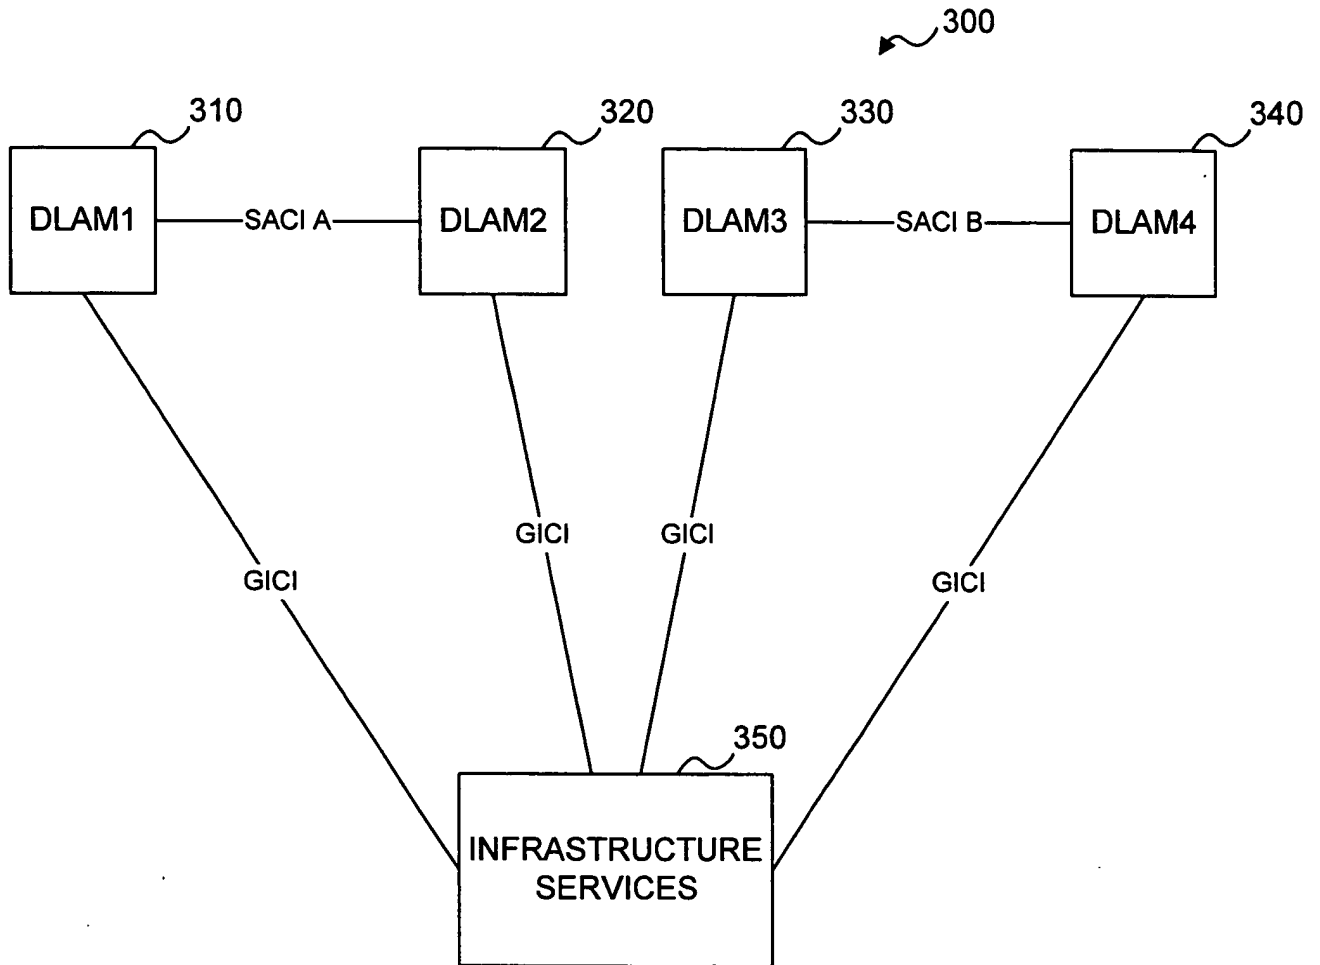 300
310
320
330
340
DLAM1
SACI A
DLAM2
DLAM3
SACI B
DLAM4
GICI
GICI
GICI
GICI
350
INFRASTRUCTURE
SERVICES